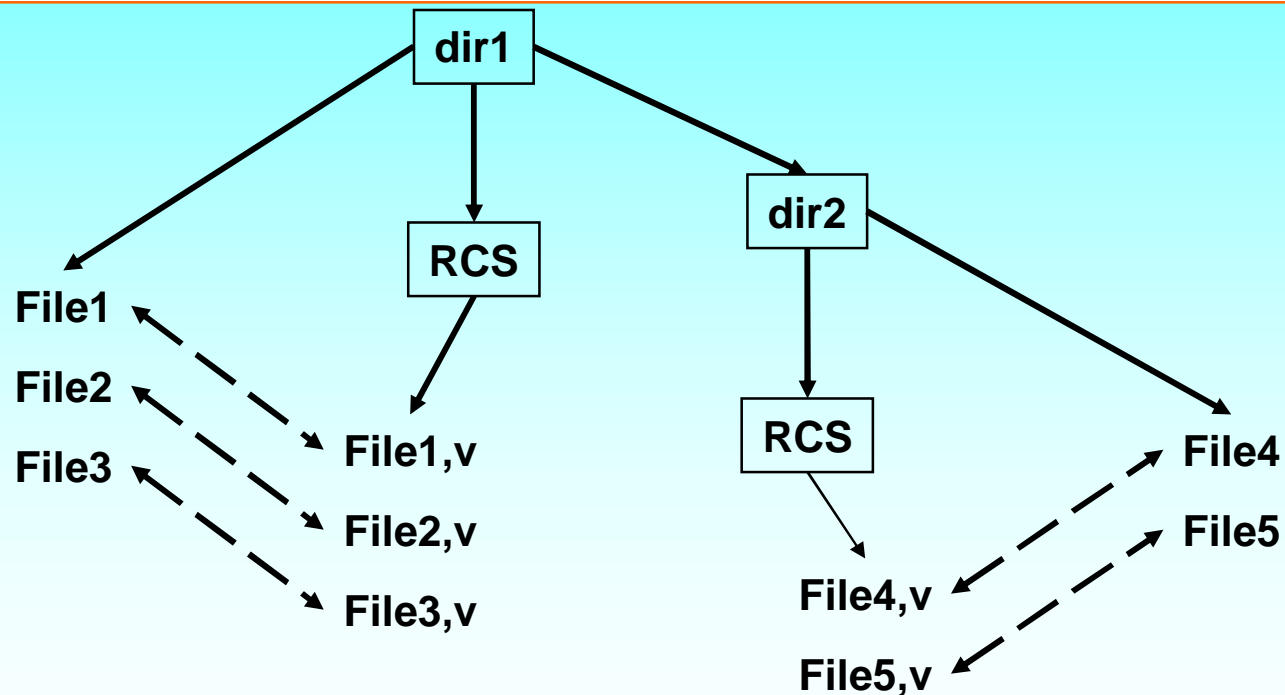 dir1
dir2
RCS
File1
File2
File3
File1,v
File2,v
File3,v
RCS
File4
File5
File4,v
File5,v